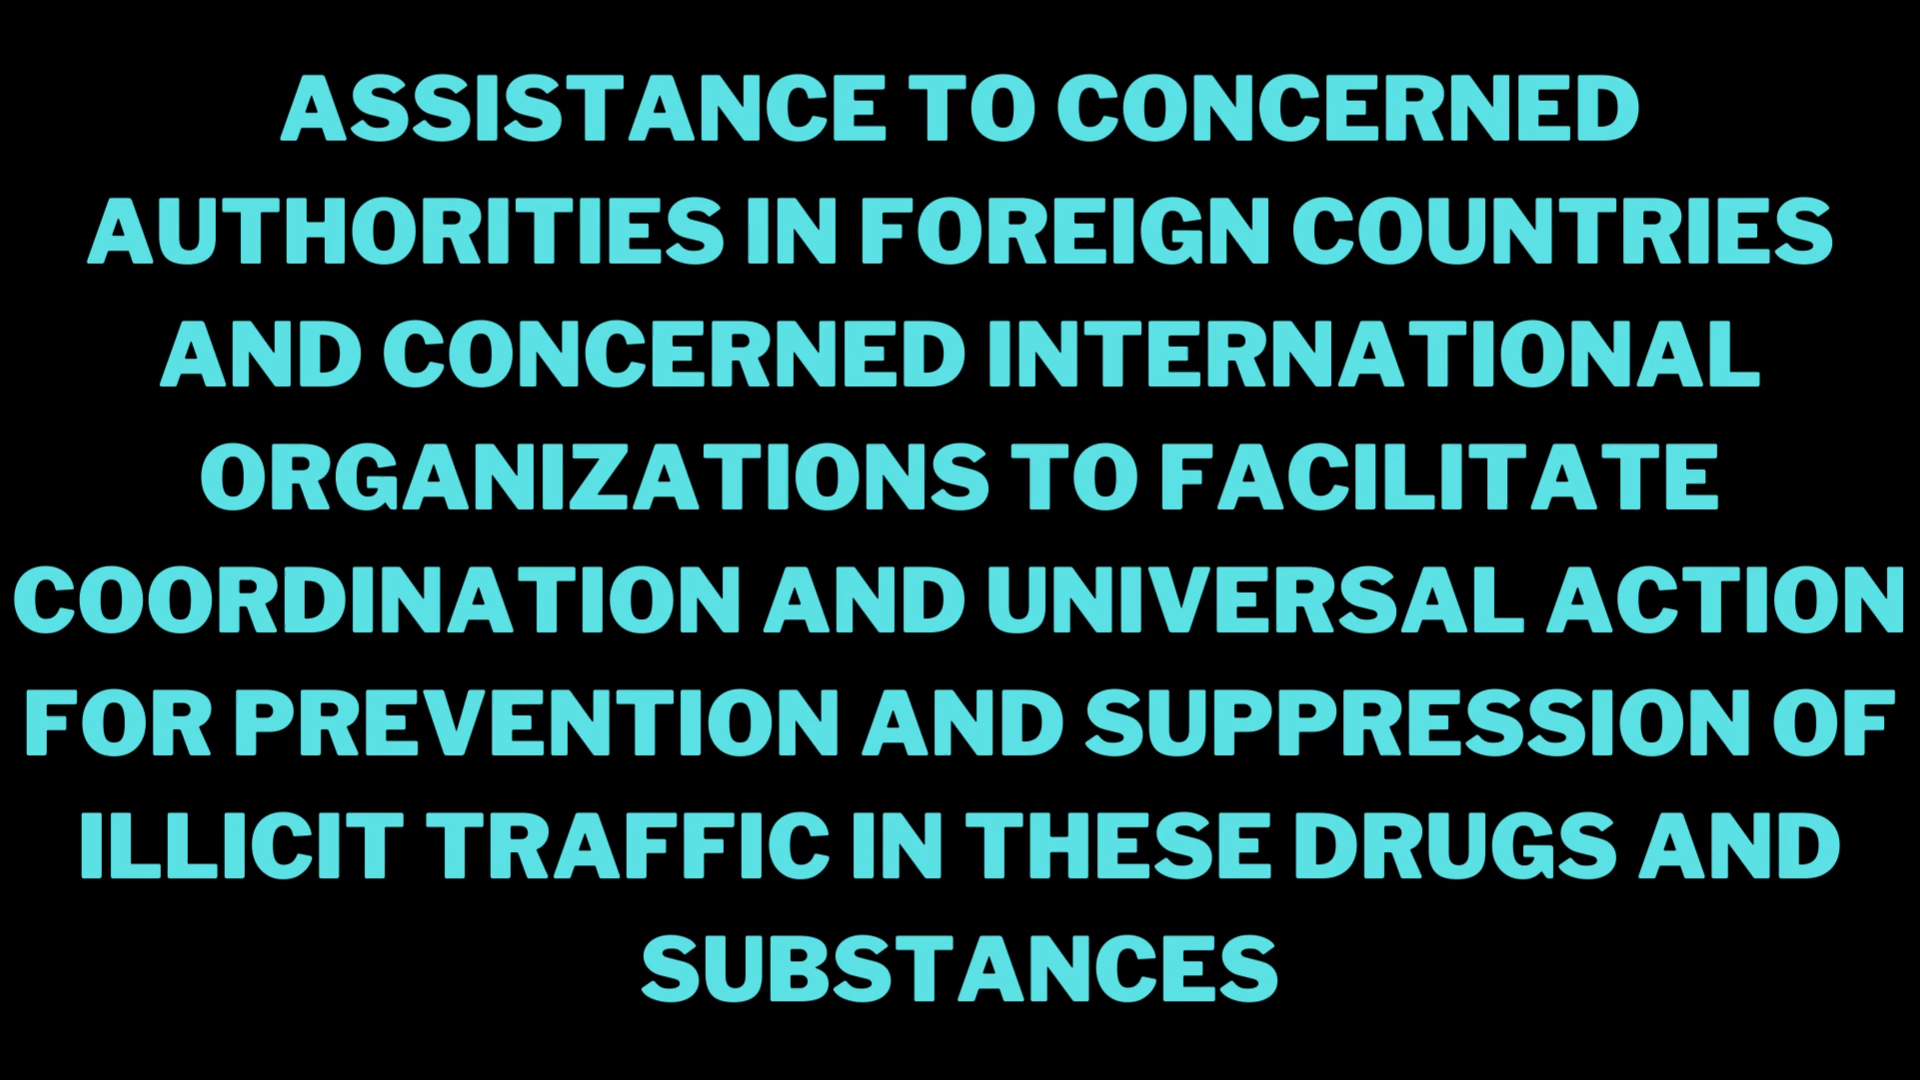 ASSISTANCE TO CONCERNED
AUTHORITIES IN FOREIGN COUNTRIES
AND CONCERNED INTERNATIONAL
ORGANIZATIONS TO FACILITATE
COORDINATION AND UNIVERSAL ACTION
FOR PREVENTION AND SUPPRESSION OF
ILLICIT TRAFFIC IN THESE DRUGS AND
SUBSTANCES